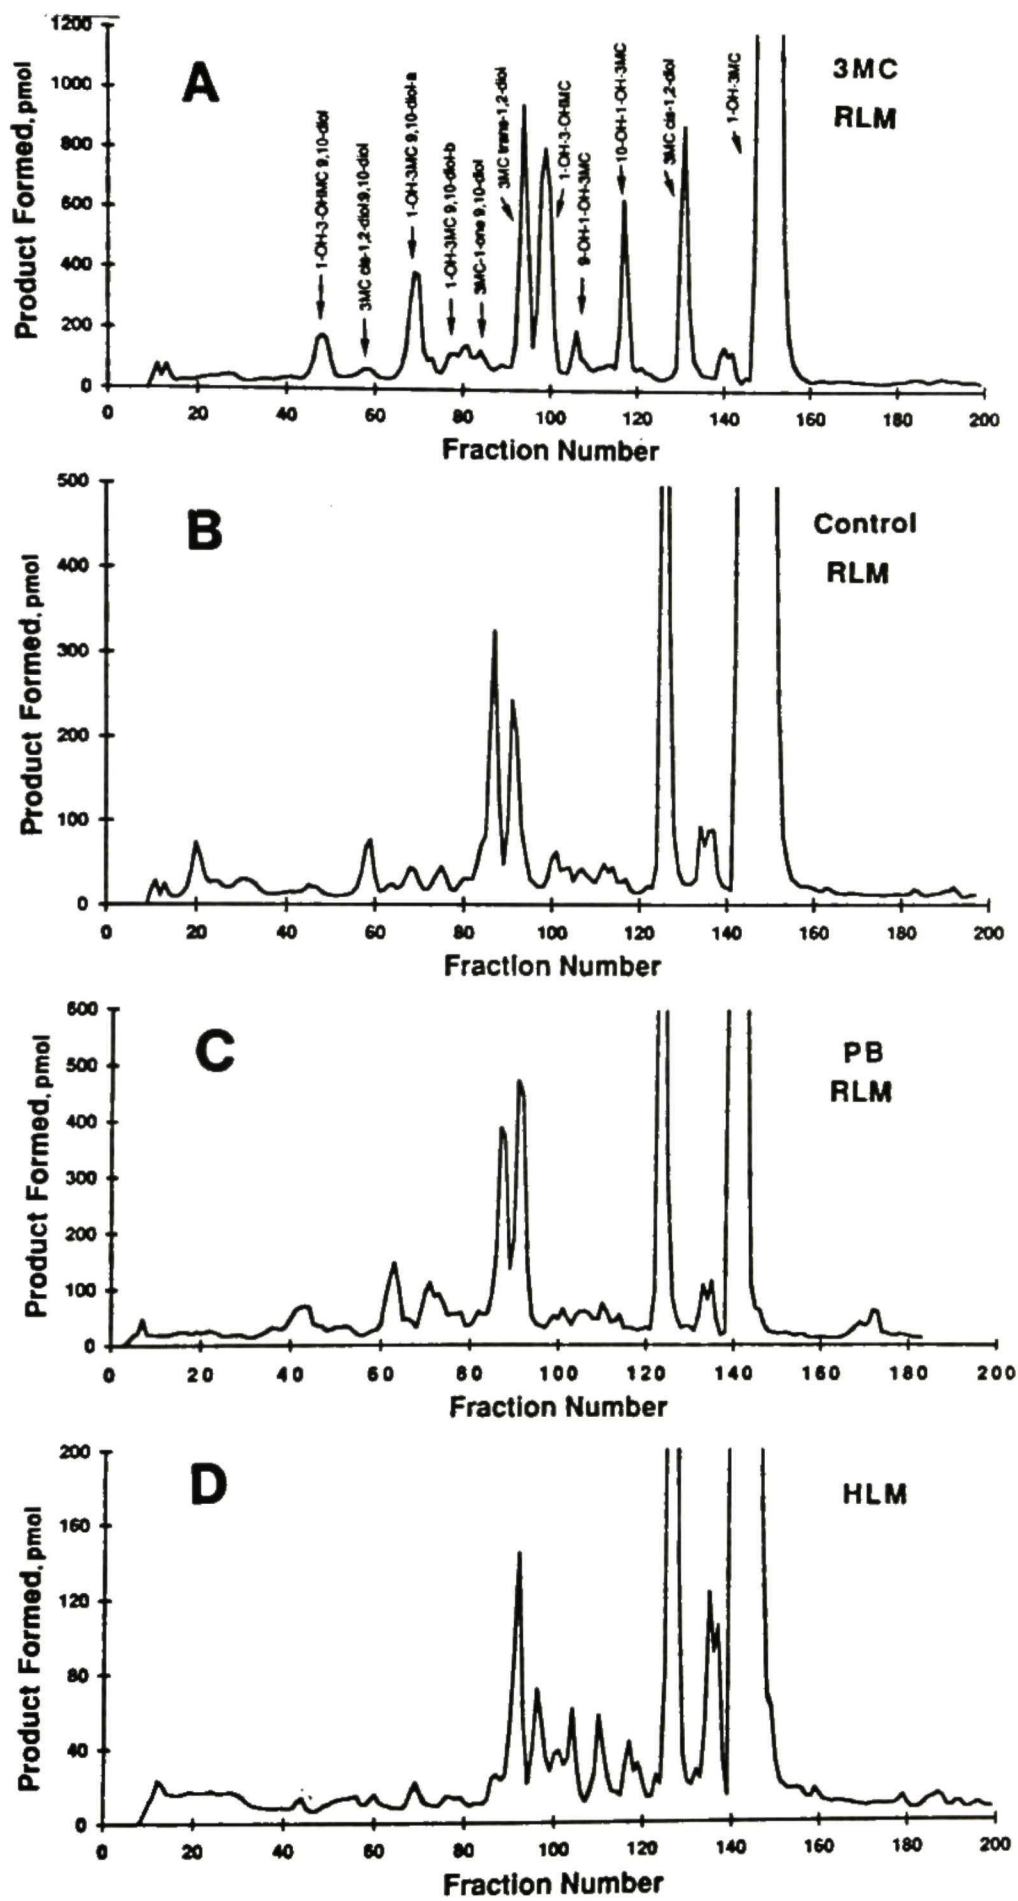 A
3MC
RLM
Product Formed, pmol
1200
1000
800
600
400
200
0
1-OH-3-OHMC 9,10-diol
3MC cis-1,2-diol 9,10-diol
1-OH-3MC 9,10-diol-a
1-OH-3MC 9,10-diol-b
3MC-1-one 9,10-diol
3MC trans-1,2-diol
1-OH-3-OHMC
9-OH-1-OH-3MC
10-OH-1-OH-3MC
3MC cis-1,2-diol
1-OH-3MC
0 20 40 60 80 100 120 140 160 180 200
Fraction Number
B
Control
RLM
Product Formed, pmol
500
400
300
200
100
0
0 20 40 60 80 100 120 140 160 180 200
Fraction Number
C
PB
RLM
Product Formed, pmol
600
500
400
300
200
100
0
0 20 40 60 80 100 120 140 160 180 200
Fraction Number
D
HLM
Product Formed, pmol
200
160
120
80
40
0
0 20 40 60 80 100 120 140 160 180 200
Fraction Number